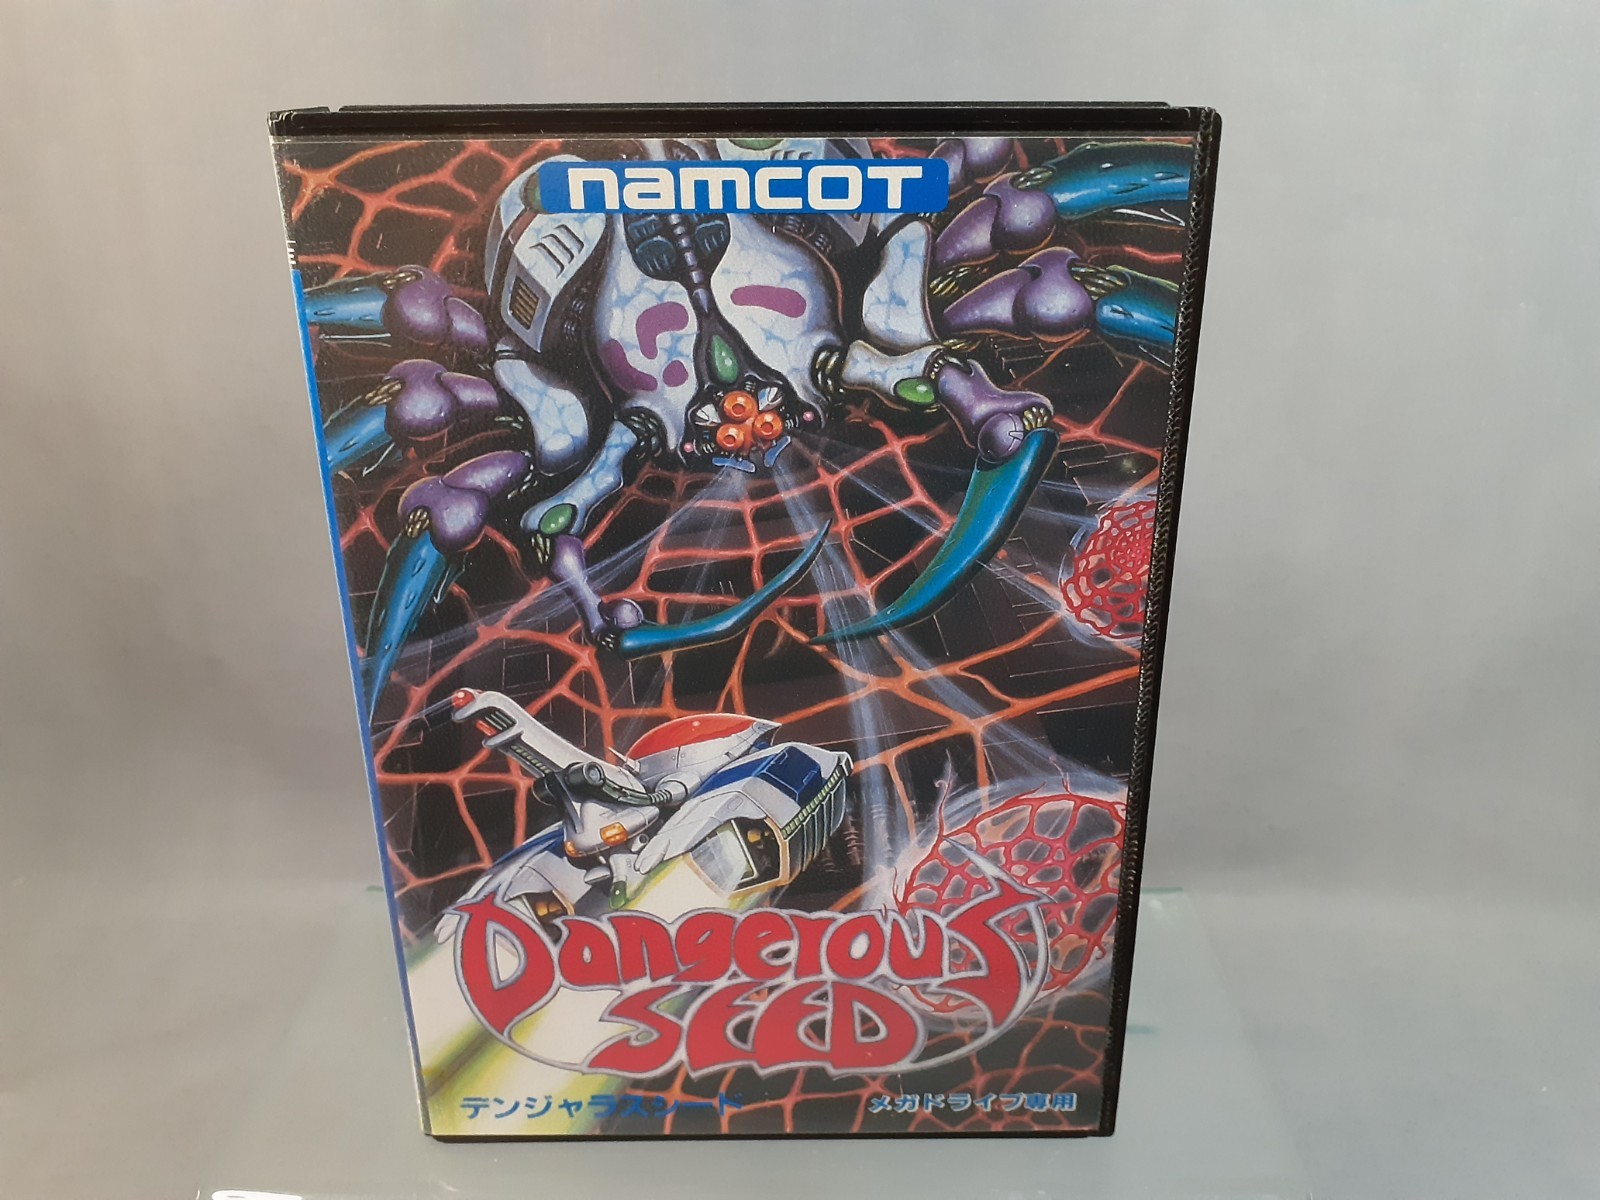 namcot
Dangerous
SEED
デンジャラスシード
メガドライブ専用